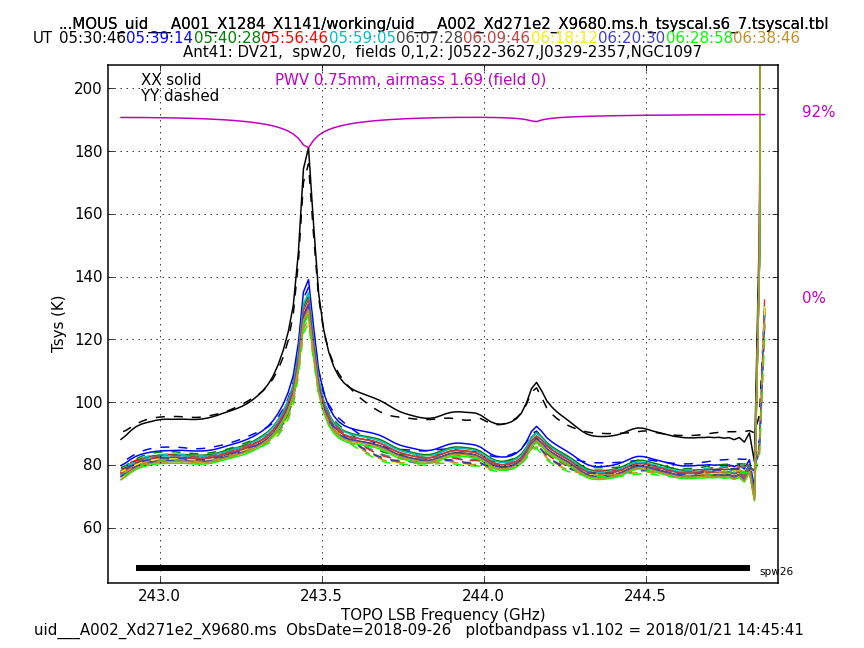 ...MOUS_uid___A001_X1284_X1141/working/uid___A002_Xd271e2_X9680.ms.h_tsyscal.s6_7.tsyscal.tbl
UT 05:30:46 05:39:14 05:40:28 05:56:46 05:59:05 06:07:28 06:09:46 06:18:12 06:20:30 06:28:58 06:38:46
Ant41: DV21, spw20, fields 0,1,2: J0522-3627,J0329-2357,NGC1097
XX solid
YY dashed
PWV 0.75mm, airmass 1.69 (field 0)
92%
0%
200
180
160
140
120
100
80
60
Tsys (K)
spw26
243.0 243.5 244.0 244.5
TOPO LSB Frequency (GHz)
uid___A002_Xd271e2_X9680.ms ObsDate=2018-09-26 plotbandpass v1.102 = 2018/01/21 14:45:41